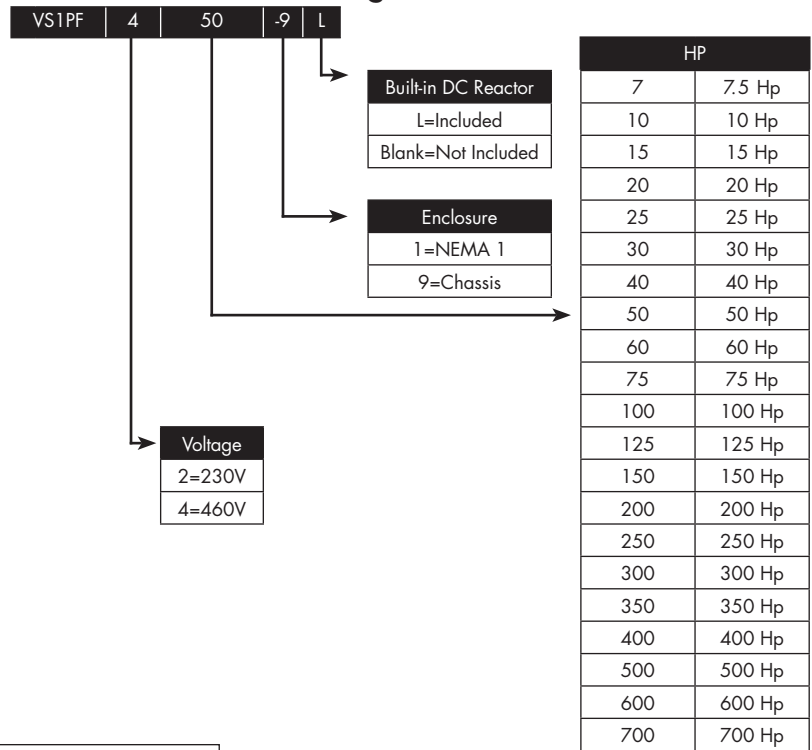 VS1PF 4 50 -9 L
Built-in DC Reactor
L=Included
Blank=Not Included
Enclosure
1=NEMA 1
9=Chassis
Voltage
2=230V
4=460V
HP
7 7.5 Hp
10 10 Hp
15 15 Hp
20 20 Hp
25 25 Hp
30 30 Hp
40 40 Hp
50 50 Hp
60 60 Hp
75 75 Hp
100 100 Hp
125 125 Hp
150 150 Hp
200 200 Hp
250 250 Hp
300 300 Hp
350 350 Hp
400 400 Hp
500 500 Hp
600 600 Hp
700 700 Hp